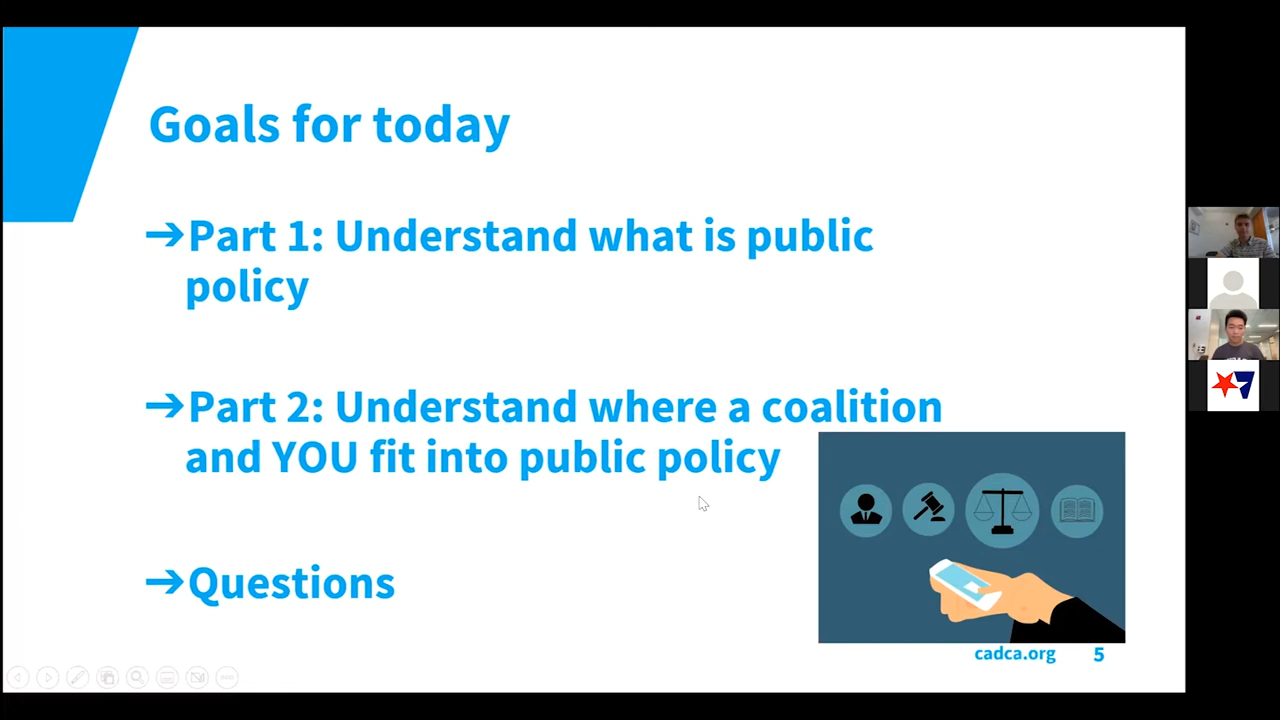 Goals for today
➔Part 1: Understand what is public
policy
➔Part 2: Understand where a coalition
and YOU fit into public policy
➔Questions
cadca.org 5